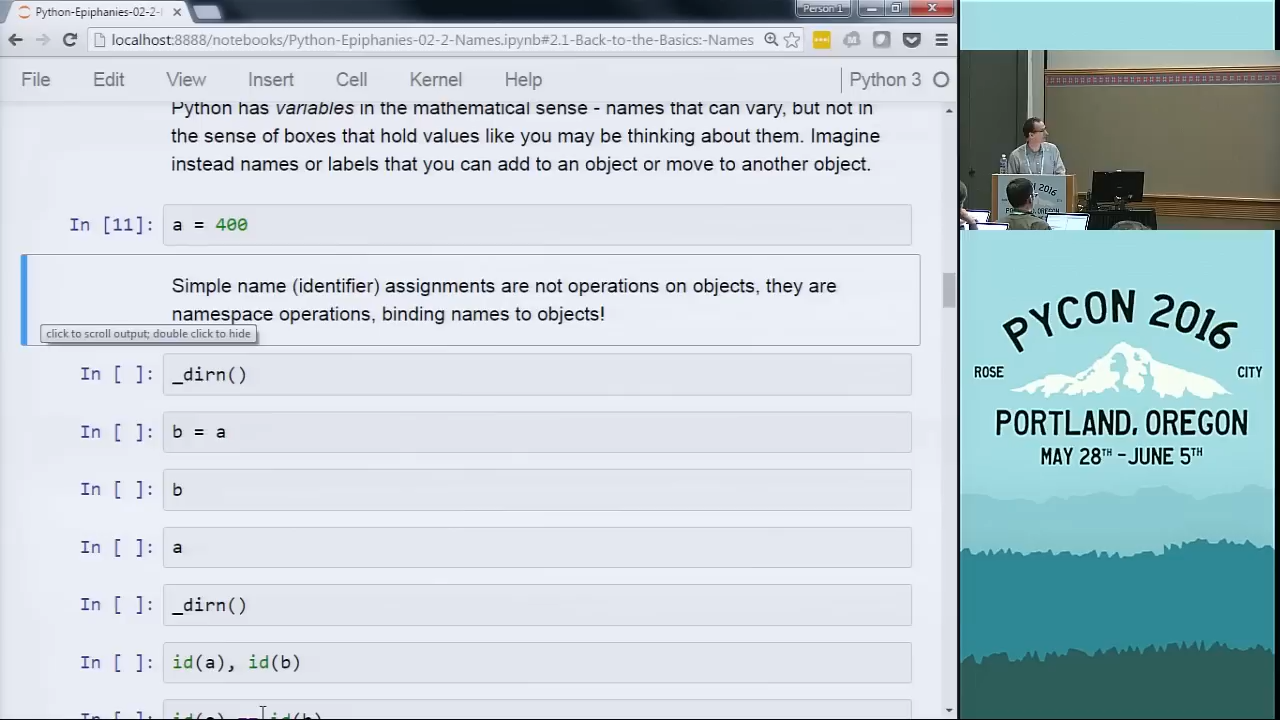 Python-Epiphanies-02-2-
Person 1
localhost:8888/notebooks/Python-Epiphanies-02-2-Names.ipynb#2.1-Back-to-the-Basics:-Names
File Edit View Insert Cell Kernel Help Python 3
Python has variables in the mathematical sense - names that can vary, but not in
the sense of boxes that hold values like you may be thinking about them. Imagine
instead names or labels that you can add to an object or move to another object.
In [11]: a = 400
Simple name (identifier) assignments are not operations on objects, they are
namespace operations, binding names to objects!
click to scroll output; double click to hide
In [ ]: _dirn()
In [ ]: b = a
In [ ]: b
In [ ]: a
In [ ]: _dirn()
In [ ]: id(a), id(b)
In [ ]: id(a) == id(b)
2016
PORTLAND, OREGON
PYCON 2016
ROSE CITY
PORTLAND, OREGON
MAY 28TH - JUNE 5TH